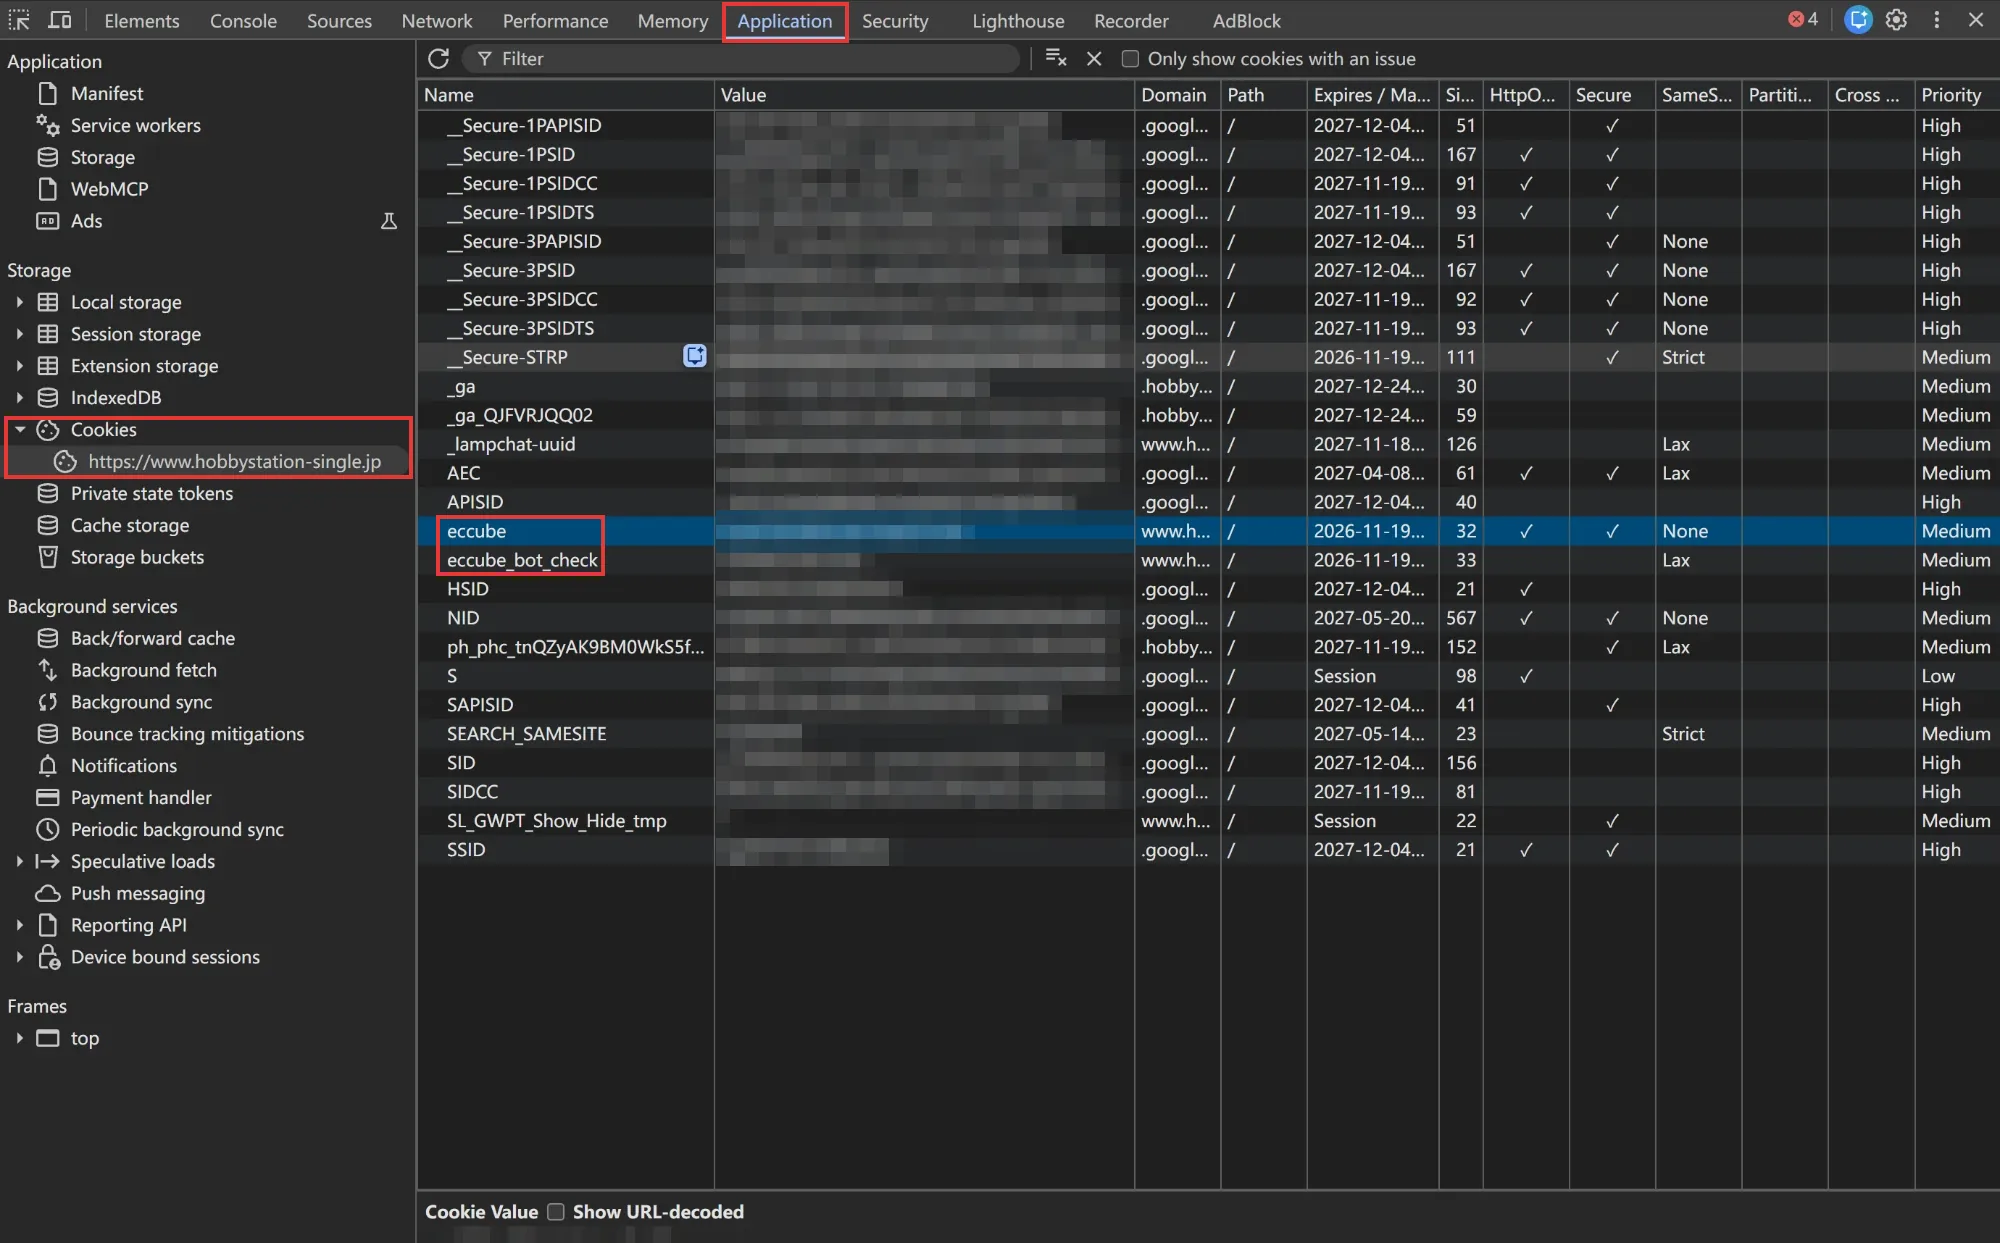 Elements Console Sources Network Performance Memory Application Security Lighthouse Recorder AdBlock 4
Application
Manifest
Service workers
Storage
WebMCP
Ads
Storage
Local storage
Session storage
Extension storage
IndexedDB
Cookies
https://www.hobbystation-single.jp
Private state tokens
Cache storage
Storage buckets
Background services
Back/forward cache
Background fetch
Background sync
Bounce tracking mitigations
Notifications
Payment handler
Periodic background sync
Speculative loads
Push messaging
Reporting API
Device bound sessions
Frames
top
Filter Only show cookies with an issue
Name Value Domain Path Expires / Ma... Si... HttpO... Secure SameS... Partiti... Cross ... Priority
__Secure-1PAPISID .googl... / 2027-12-04... 51 ✓ High
__Secure-1PSID .googl... / 2027-12-04... 167 ✓ ✓ High
__Secure-1PSIDCC .googl... / 2027-11-19... 91 ✓ ✓ High
__Secure-1PSIDTS .googl... / 2027-11-19... 93 ✓ ✓ High
__Secure-3PAPISID .googl... / 2027-12-04... 51 ✓ None High
__Secure-3PSID .googl... / 2027-12-04... 167 ✓ ✓ None High
__Secure-3PSIDCC .googl... / 2027-11-19... 92 ✓ ✓ None High
__Secure-3PSIDTS .googl... / 2027-11-19... 93 ✓ ✓ None High
__Secure-STRP .googl... / 2026-11-19... 111 ✓ Strict Medium
_ga .hobby... / 2027-12-24... 30 Medium
_ga_QJFVRJQQ02 .hobby... / 2027-12-24... 59 Medium
_lampchat-uuid www.h... / 2027-11-18... 126 Lax Medium
AEC .googl... / 2027-04-08... 61 ✓ ✓ Lax Medium
APISID .googl... / 2027-12-04... 40 High
eccube www.h... / 2026-11-19... 32 ✓ ✓ None Medium
eccube_bot_check www.h... / 2026-11-19... 33 Lax Medium
HSID .googl... / 2027-12-04... 21 ✓ High
NID .googl... / 2027-05-20... 567 ✓ ✓ None Medium
ph_phc_tnQZyAK9BM0WkS5f... .hobby... / 2027-11-19... 152 ✓ Lax Medium
S .googl... / Session 98 ✓ Low
SAPISID .googl... / 2027-12-04... 41 ✓ High
SEARCH_SAMESITE .googl... / 2027-05-14... 23 Strict Medium
SID .googl... / 2027-12-04... 156 High
SIDCC .googl... / 2027-11-19... 81 High
SL_GWPT_Show_Hide_tmp www.h... / Session 22 ✓ Medium
SSID .googl... / 2027-12-04... 21 ✓ ✓ High
Cookie Value Show URL-decoded